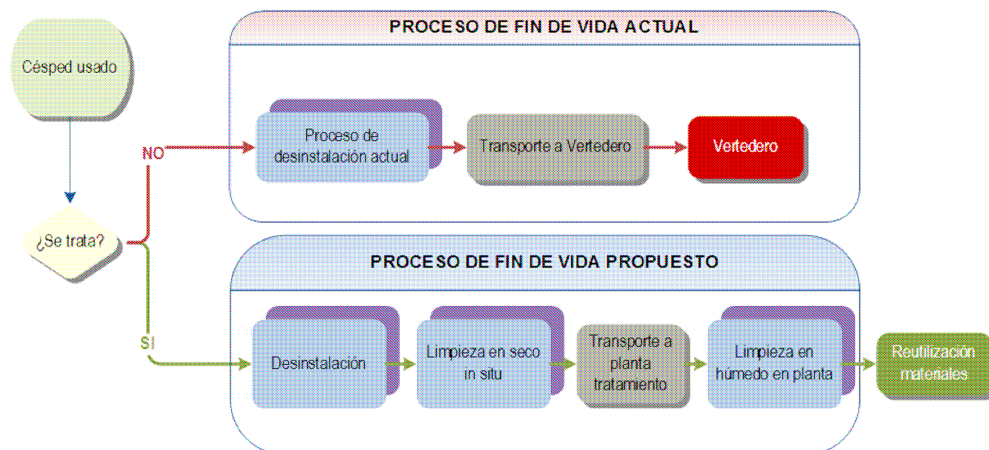 Césped usado
¿Se trata?
NO
PROCESO DE FIN DE VIDA ACTUAL
Proceso de
desinstalación actual
Transporte a Vertedero
Vertedero
SI
PROCESO DE FIN DE VIDA PROPUESTO
Desinstalación
Limpieza en seco
in situ
Transporte a
planta
tratamiento
Limpieza en
húmedo en planta
Reutilización
materiales